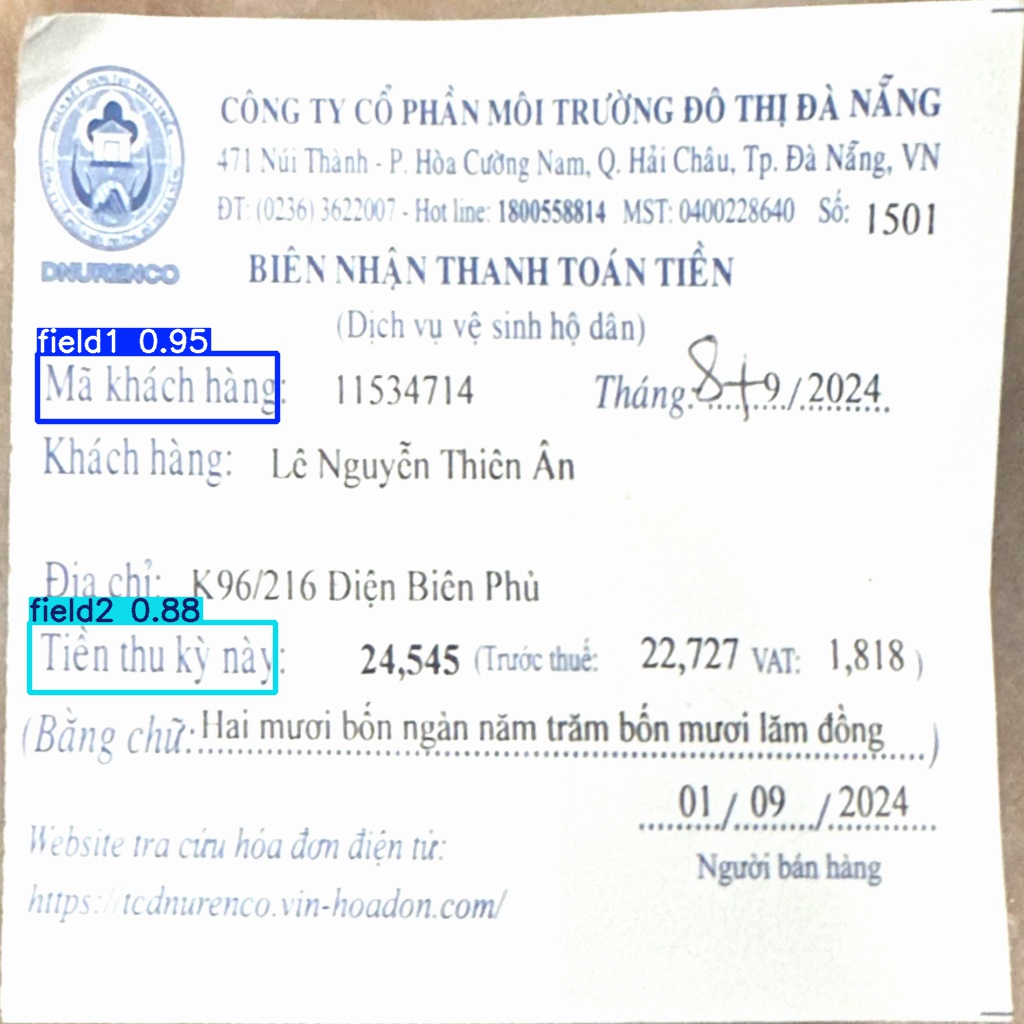 CÔNG TY CỔ PHẦN MÔI TRƯỜNG ĐÔ THỊ ĐÀ NẴNG
471 Núi Thành - P. Hòa Cường Nam, Q. Hải Châu, Tp. Đà Nẵng, VN
ĐT: (0236) 3622007 - Hot line: 1800558814 MST: 0400228640 Số: 1501
DNURENCO
BIÊN NHẬN THANH TOÁN TIỀN
(Dịch vụ vệ sinh hộ dân)
field1 0.95
Mã khách hàng: 11534714 Tháng 8+9/2024
Khách hàng: Lê Nguyễn Thiên Ân
Địa chỉ: K96/216 Điện Biên Phủ
field2 0.88
Tiền thu kỳ này: 24,545 (Trước thuế: 22,727 VAT: 1,818 )
(Bằng chữ: Hai mươi bốn ngàn năm trăm bốn mươi lăm đồng )
01 / 09 / 2024
Website tra cứu hóa đơn điện tử:
Người bán hàng
https://tcdnurenco.vin-hoadon.com/